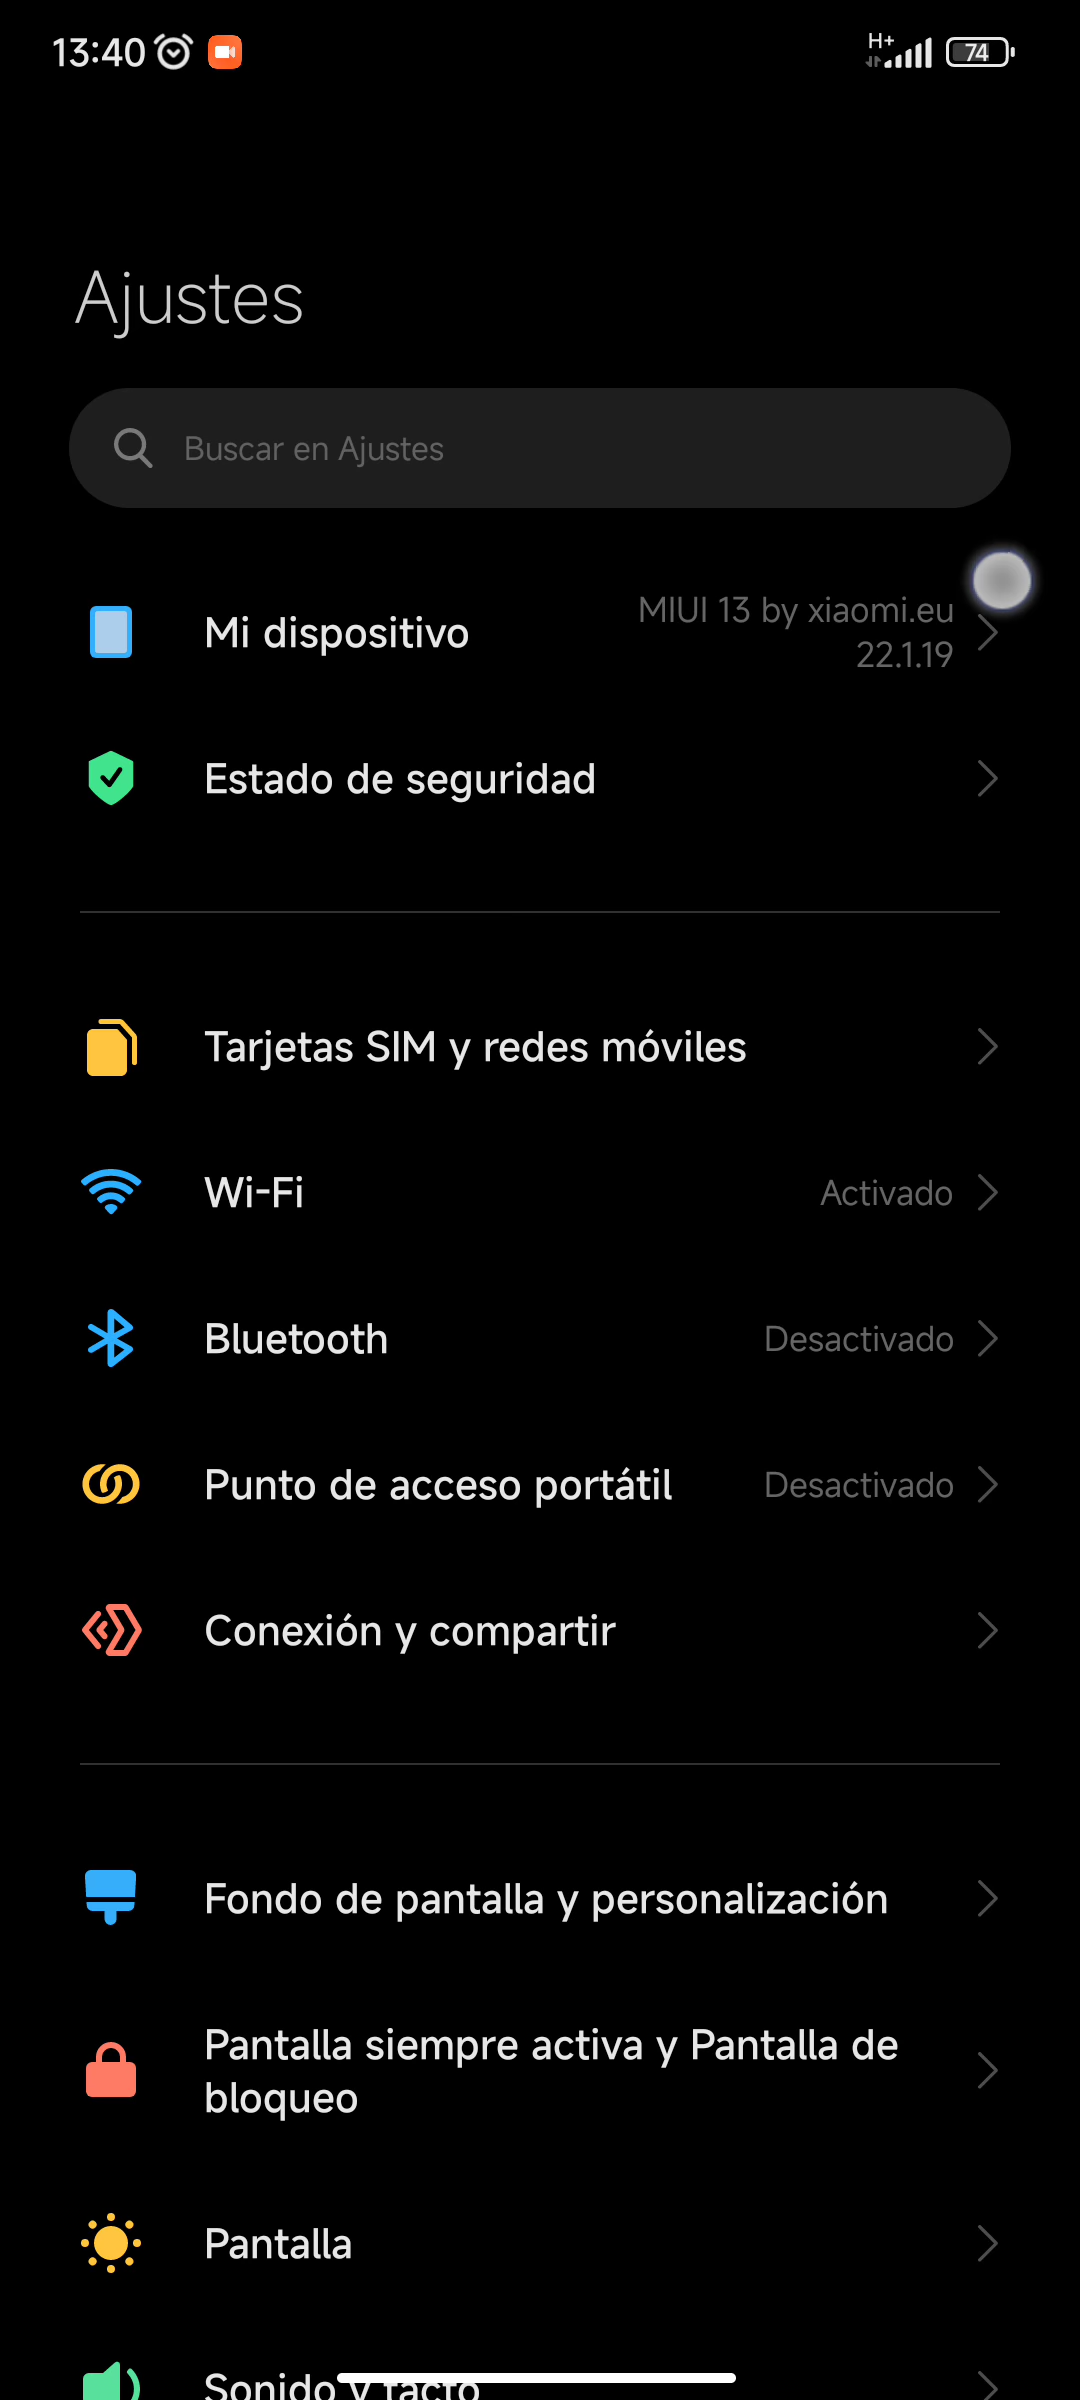 13:40
H+
74
Ajustes
Buscar en Ajustes
Mi dispositivo
MIUI 13 by xiaomi.eu
22.1.19
Estado de seguridad
Tarjetas SIM y redes móviles
Wi-Fi
Activado
Bluetooth
Desactivado
Punto de acceso portátil
Desactivado
Conexión y compartir
Fondo de pantalla y personalización
Pantalla siempre activa y Pantalla de
bloqueo
Pantalla
Sonido y tacto